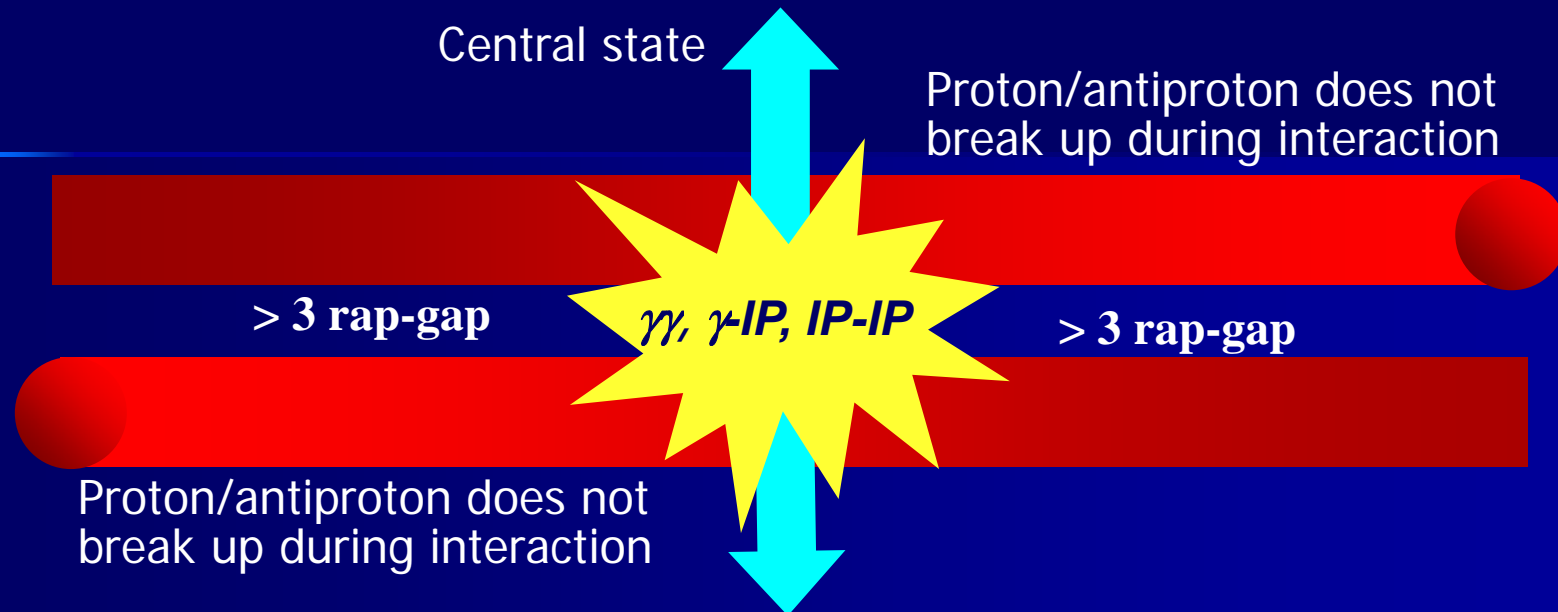 Central state
Proton/antiproton does not
break up during interaction
> 3 rap-gap
γγ, γ-IP, IP-IP
> 3 rap-gap
Proton/antiproton does not
break up during interaction